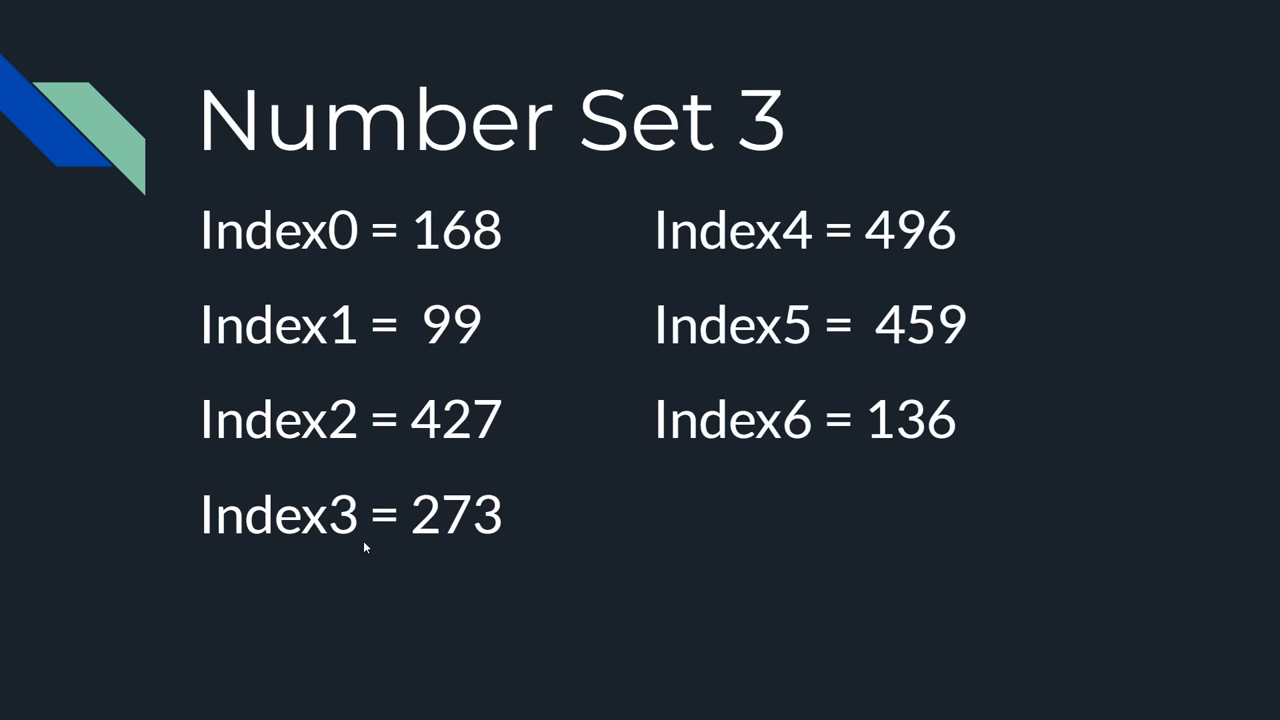 Number Set 3
Index0 = 168
Index1 =  99
Index2 = 427
Index3 = 273
Index4 = 496
Index5 =  459
Index6 = 136